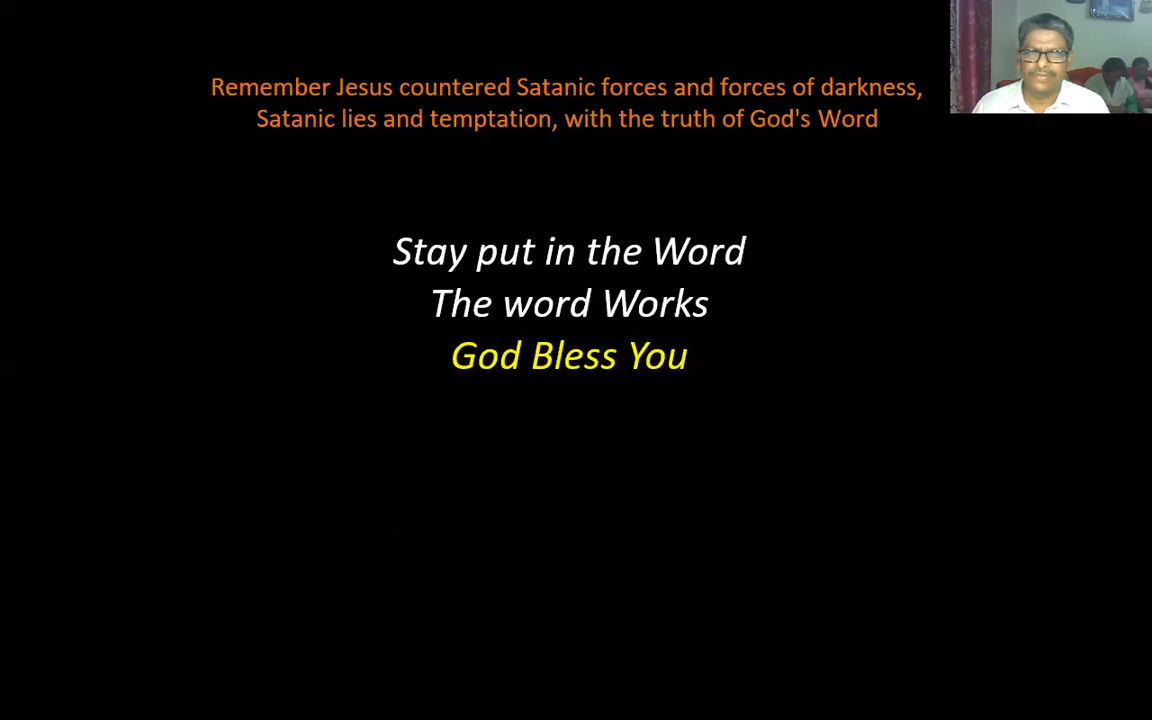 Remember Jesus countered Satanic forces and forces of darkness,
Satanic lies and temptation, with the truth of God's Word
Stay put in the Word
The word Works
God Bless You